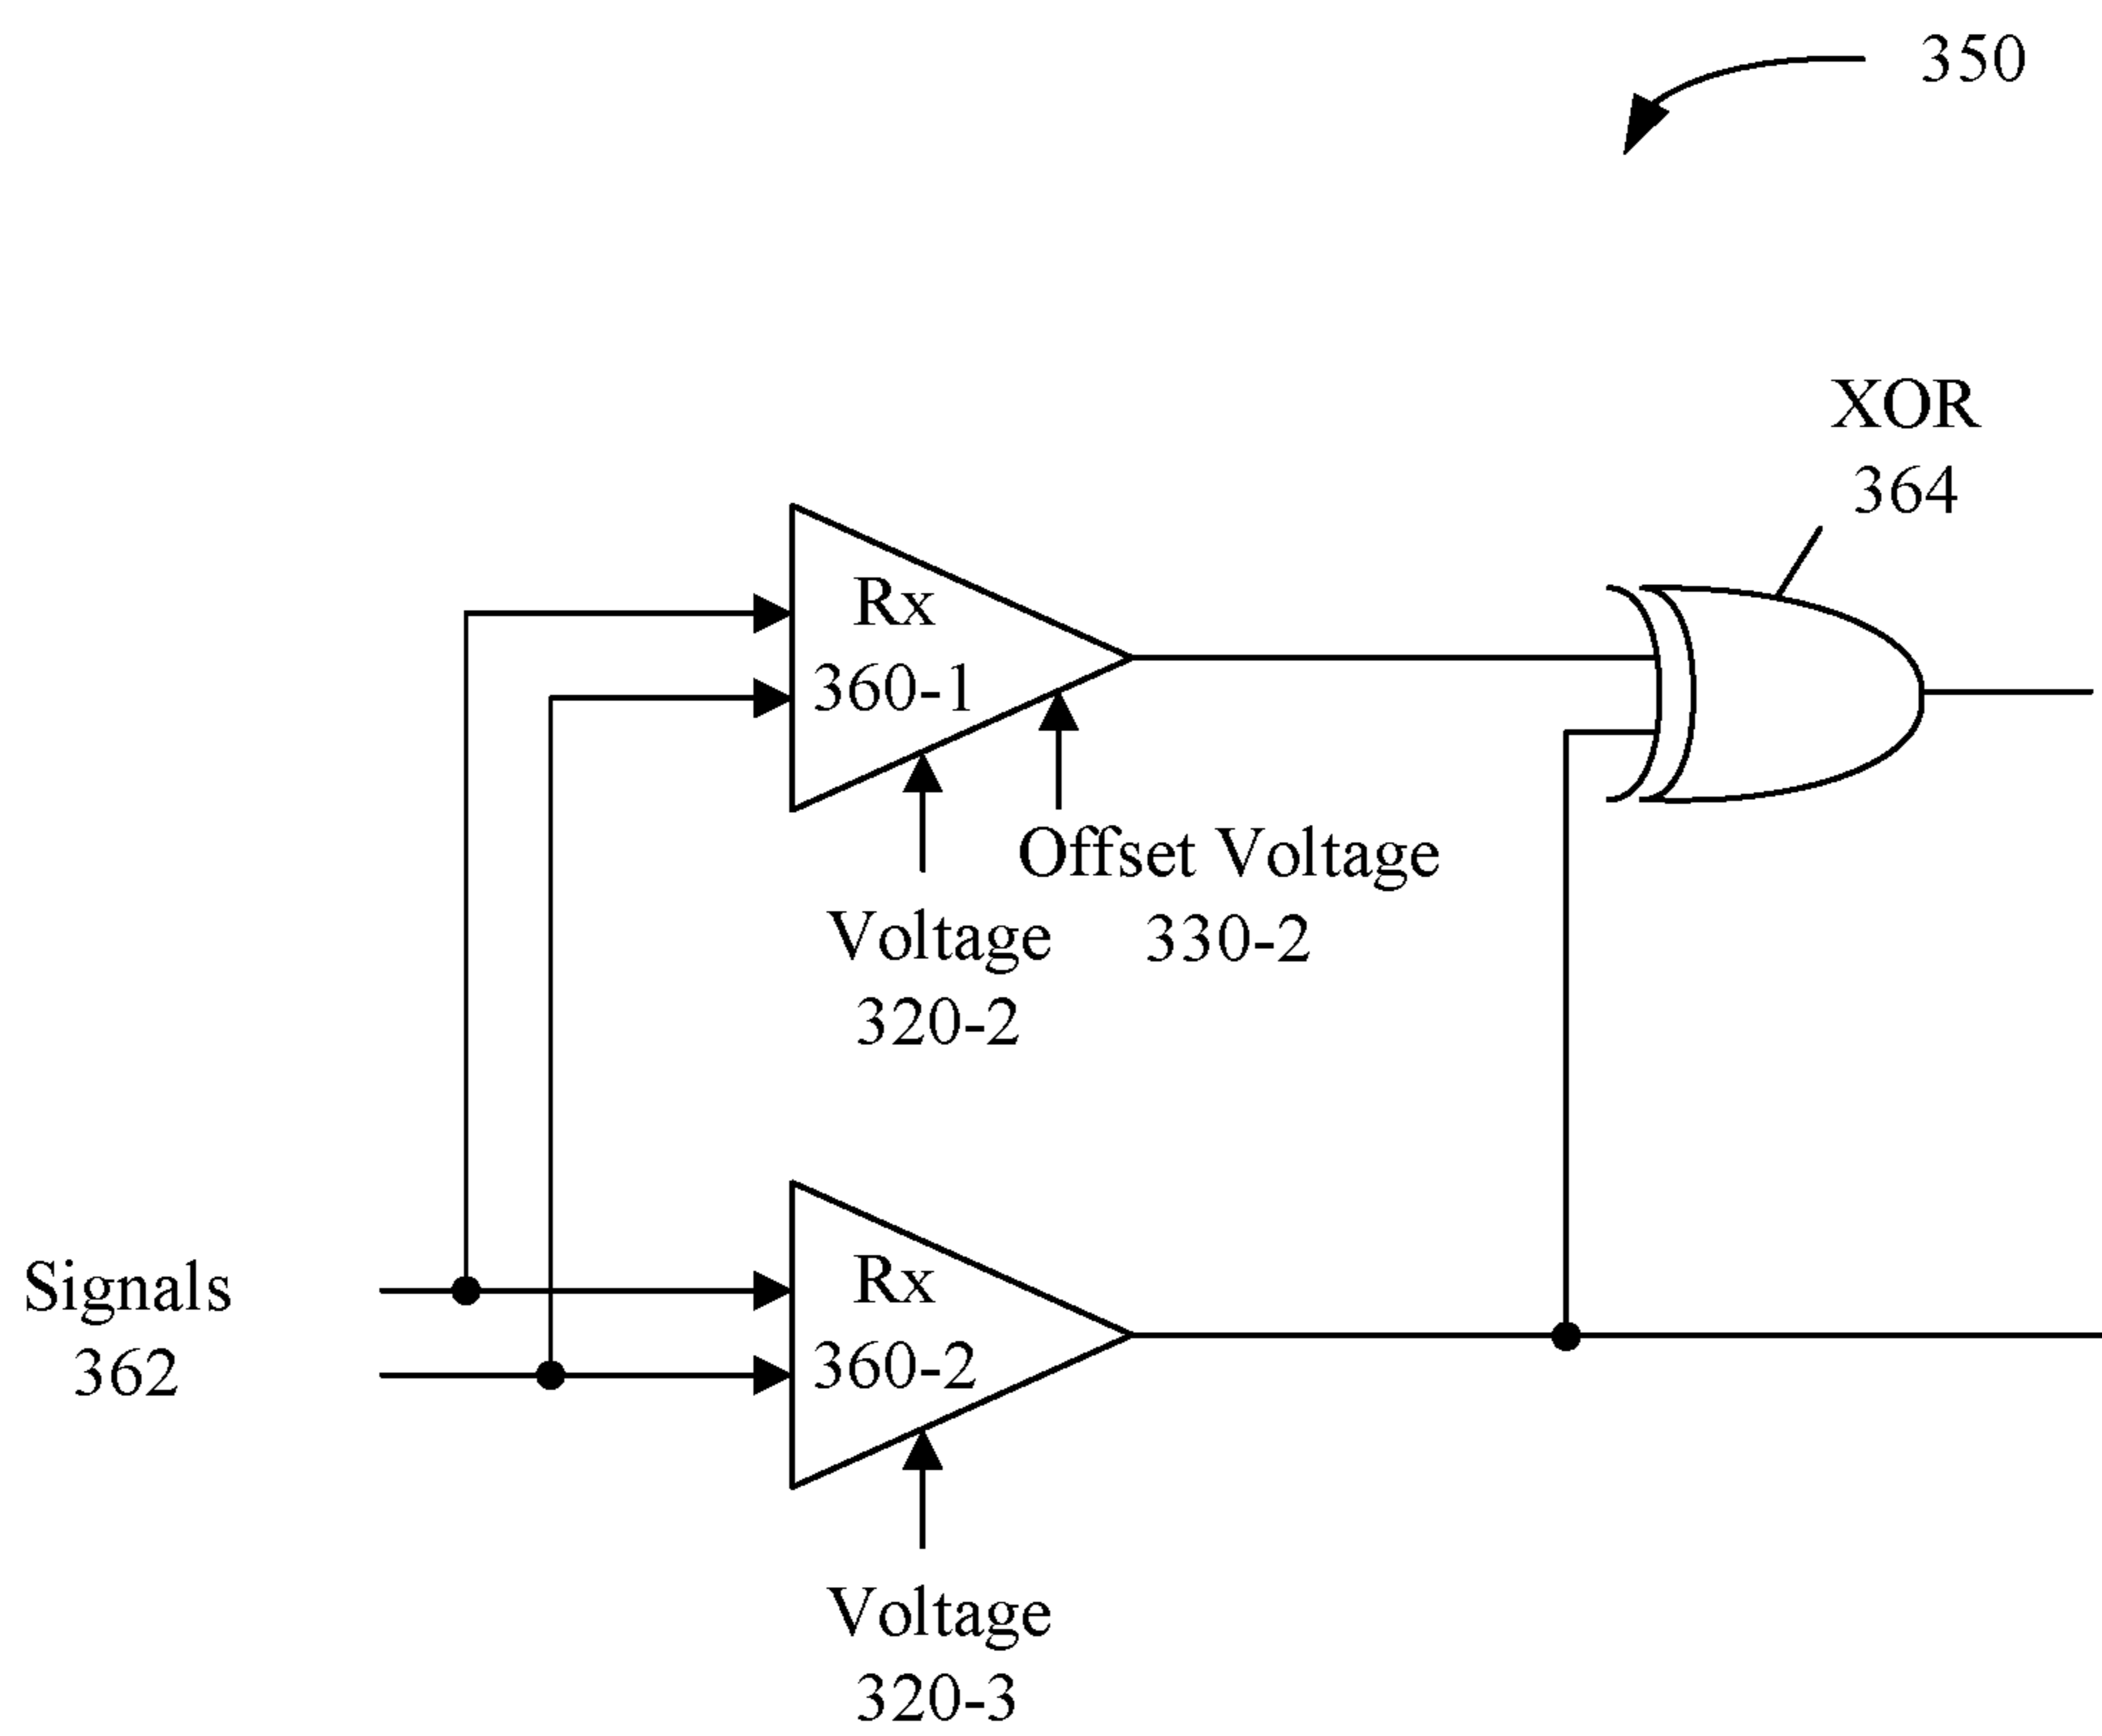 350
XOR
364
Rx
360-1
Offset Voltage
330-2
Voltage
320-2
Signals
362
Rx
360-2
Voltage
320-3